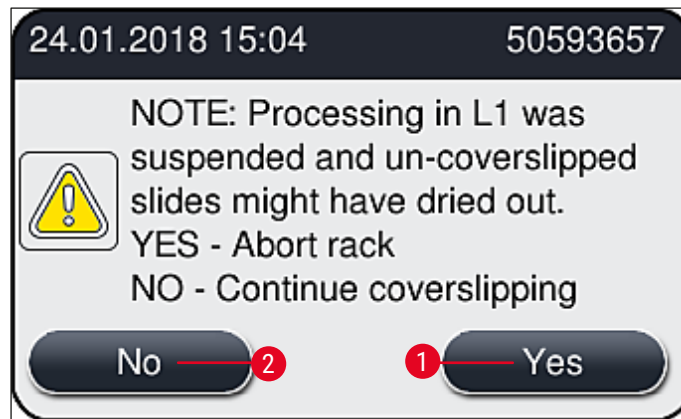 24.01.2018 15:04 50593657
NOTE: Processing in L1 was
suspended and un-coverslipped
slides might have dried out.
YES - Abort rack
NO - Continue coverslipping
No 2 1 Yes